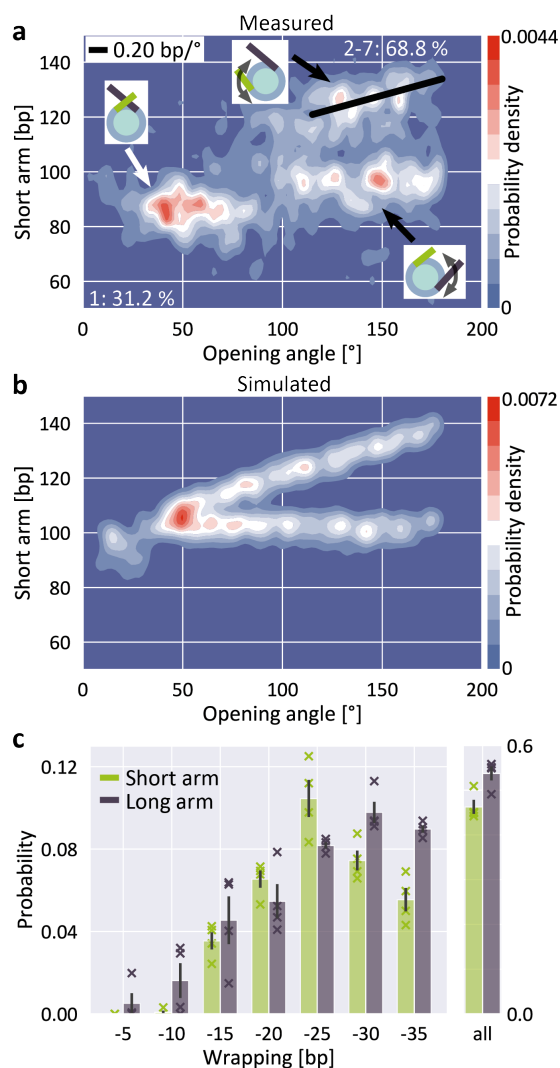 a
Measured
0.20 bp/°
2-7: 68.8 %
0.0044
140
120
100
80
60
Short arm [bp]
1: 31.2 %
Probability density
0
0
50
100
150
200
Opening angle [°]
b
Simulated
0.0072
140
120
100
80
60
Short arm [bp]
Probability density
0
0
50
100
150
200
Opening angle [°]
c
Short arm
Long arm
0.12
0.08
0.04
0.00
Probability
0.6
0.0
-5
-10
-15
-20
-25
-30
-35
all
Wrapping [bp]